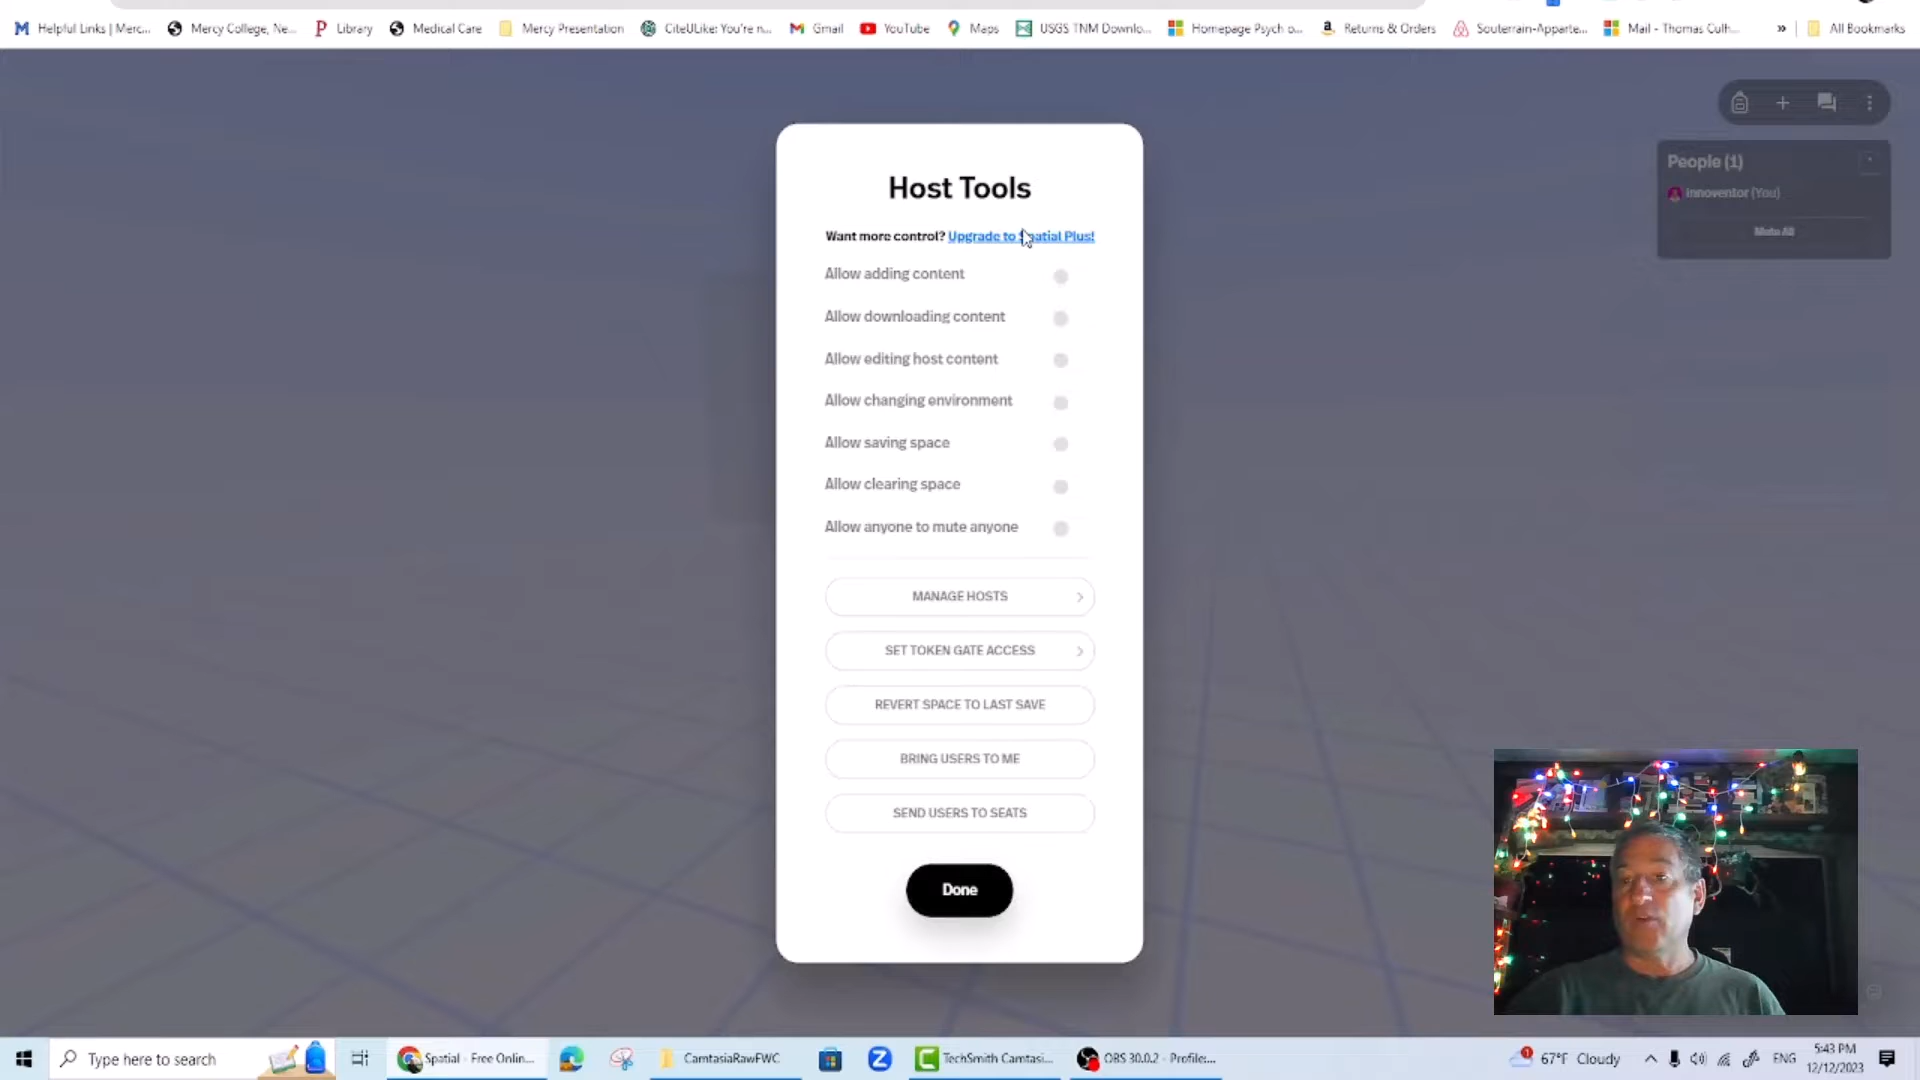 Helpful Links | Merc...
Mercy College, Ne...
Library
Medical Care
Mercy Presentation
CiteULike: You're n...
Gmail
YouTube
Maps
USGS TNM Downlo...
Homepage Psych o...
Returns & Orders
Souterrain-Apparte...
Mail - Thomas Culh...
»
All Bookmarks
People (1)
innoventor (You)
Mute All
Host Tools
Want more control? Upgrade to Spatial Plus!
Allow adding content
Allow downloading content
Allow editing host content
Allow changing environment
Allow saving space
Allow clearing space
Allow anyone to mute anyone
MANAGE HOSTS
SET TOKEN GATE ACCESS
REVERT SPACE TO LAST SAVE
BRING USERS TO ME
SEND USERS TO SEATS
Done
Type here to search
Spatial - Free Onlin...
CamtasiaRawFWC
TechSmith Camtasi...
OBS 30.0.2 - Profile:...
67°F Cloudy
ENG
5:43 PM
12/12/2023